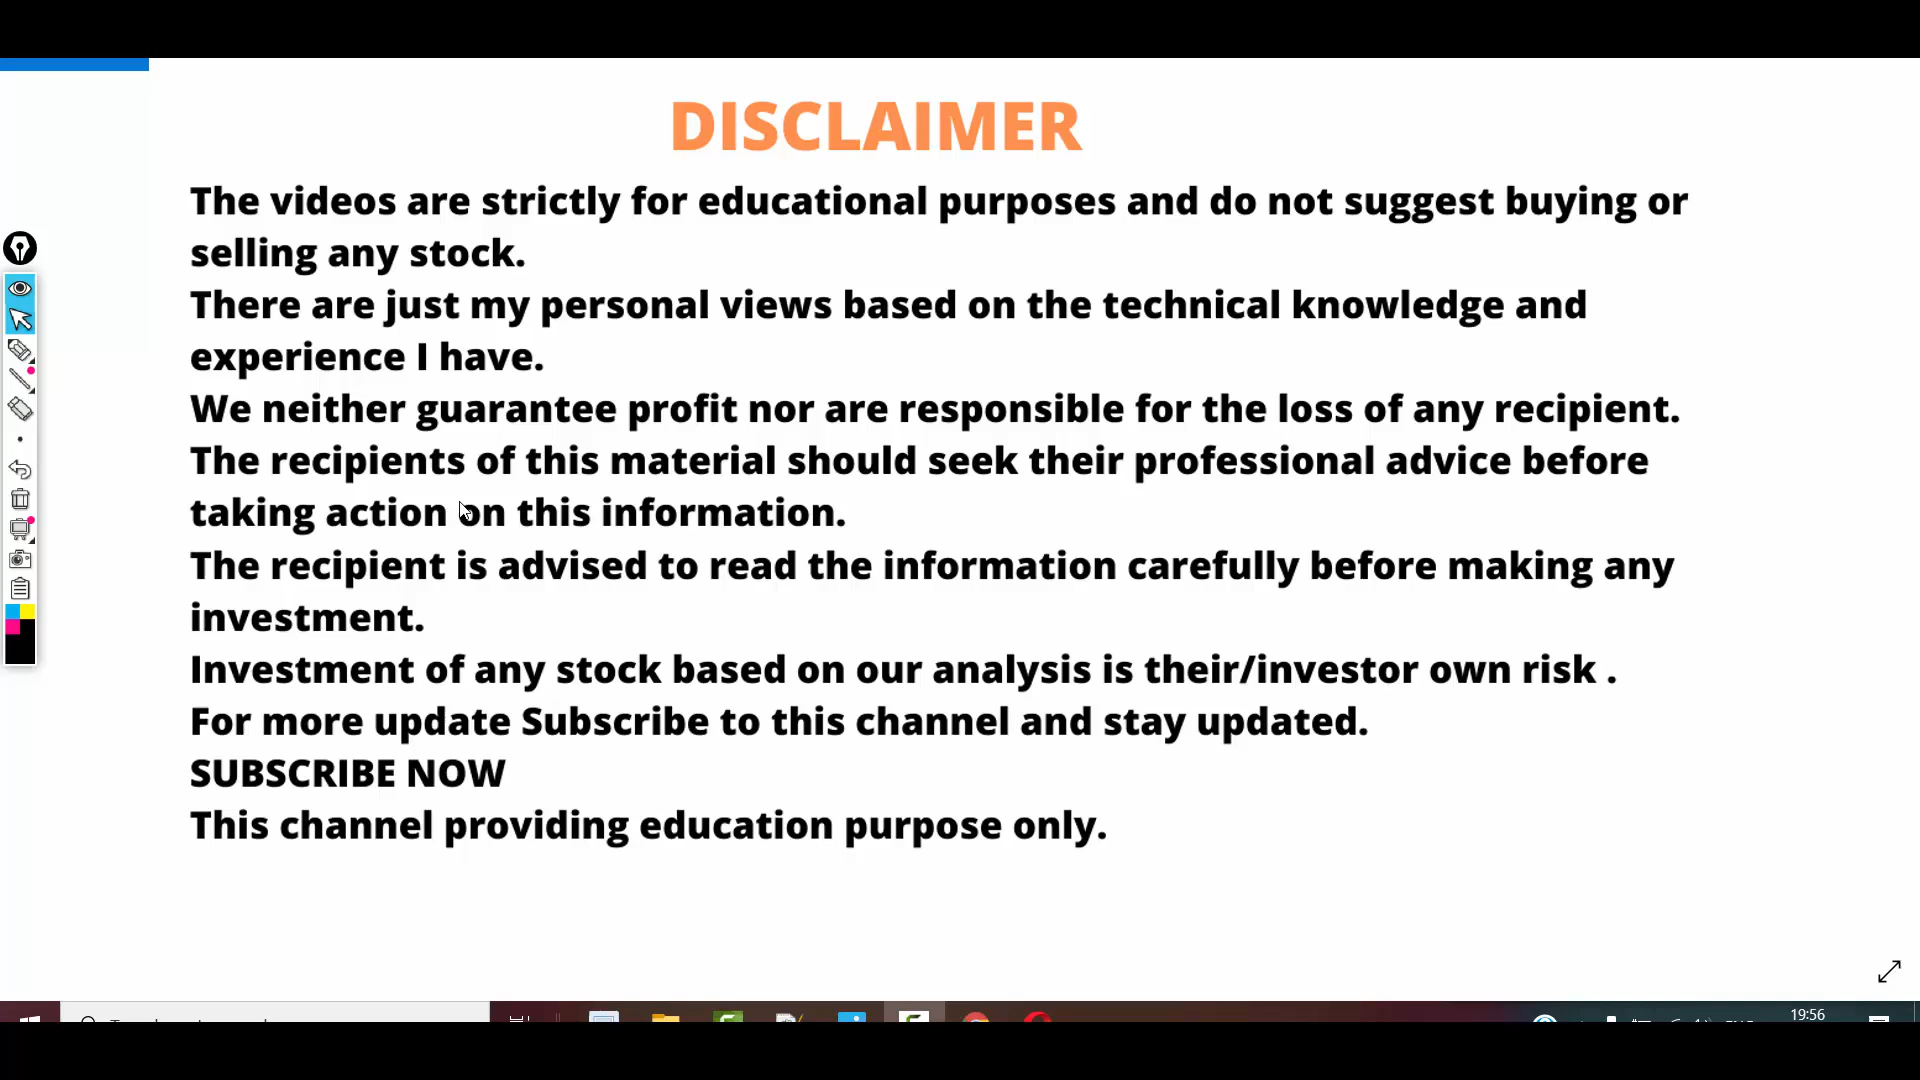 DISCLAIMER
The videos are strictly for educational purposes and do not suggest buying or
selling any stock.
There are just my personal views based on the technical knowledge and
experience I have.
We neither guarantee profit nor are responsible for the loss of any recipient.
The recipients of this material should seek their professional advice before
taking action on this information.
The recipient is advised to read the information carefully before making any
investment.
Investment of any stock based on our analysis is their/investor own risk .
For more update Subscribe to this channel and stay updated.
SUBSCRIBE NOW
This channel providing education purpose only.
19:56